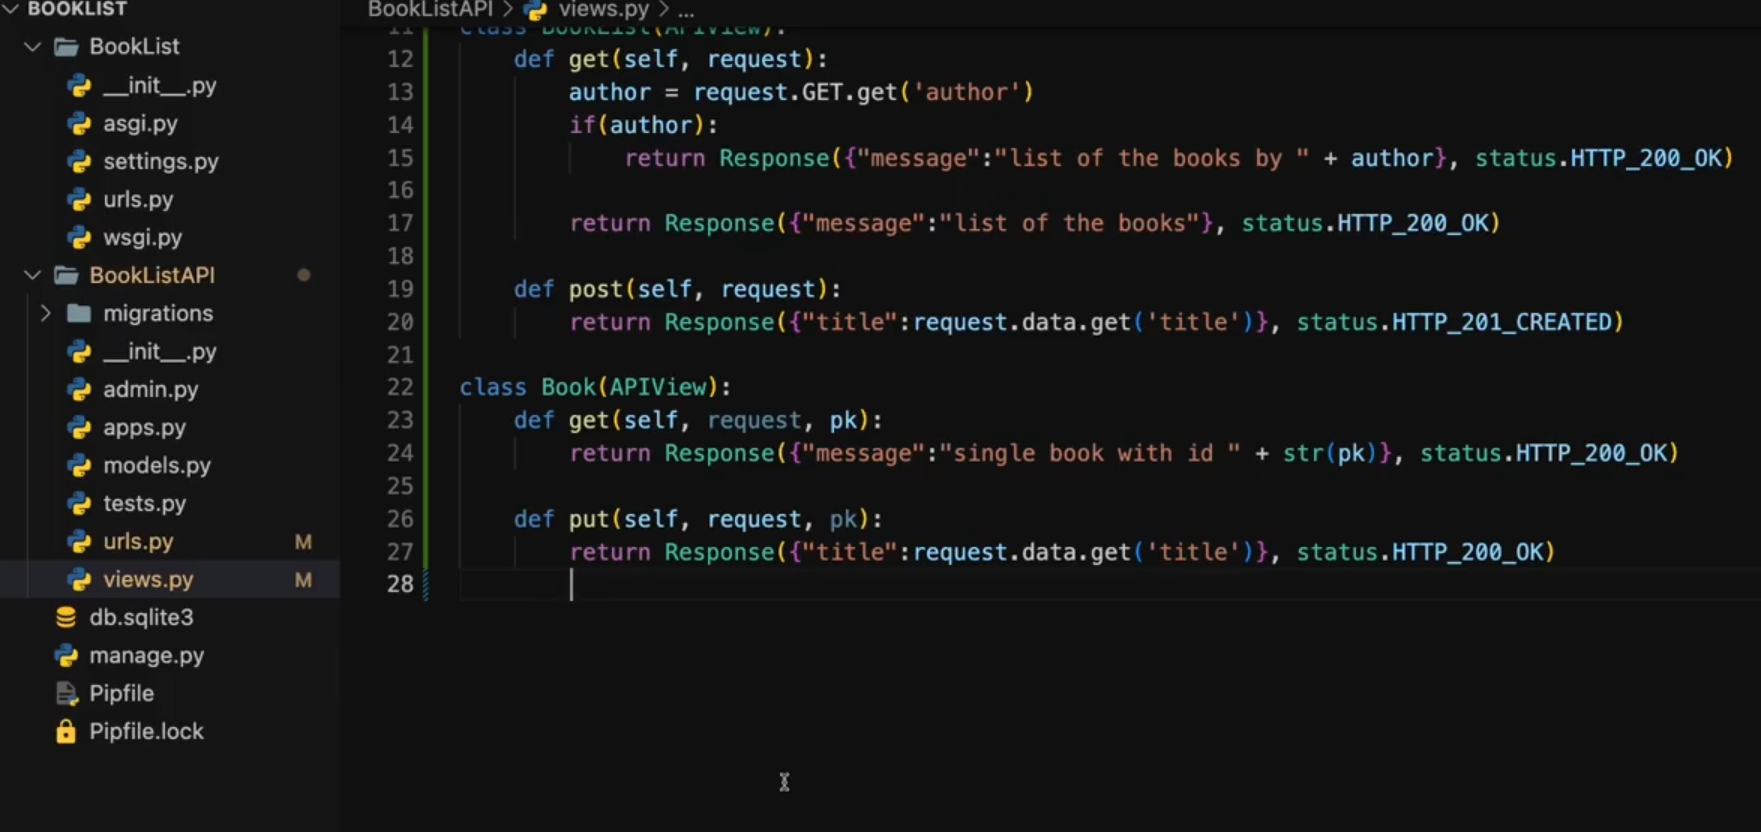 BOOKLIST
BookList
__init__.py
asgi.py
settings.py
urls.py
wsgi.py
BookListAPI
migrations
__init__.py
admin.py
apps.py
models.py
tests.py
urls.py M
views.py M
db.sqlite3
manage.py
Pipfile
Pipfile.lock
BookListAPI > views.py > ...
11 class BookList(APIView):
12 def get(self, request):
13 author = request.GET.get('author')
14 if(author):
15 return Response({"message":"list of the books by " + author}, status.HTTP_200_OK)
16
17 return Response({"message":"list of the books"}, status.HTTP_200_OK)
18
19 def post(self, request):
20 return Response({"title":request.data.get('title')}, status.HTTP_201_CREATED)
21
22 class Book(APIView):
23 def get(self, request, pk):
24 return Response({"message":"single book with id " + str(pk)}, status.HTTP_200_OK)
25
26 def put(self, request, pk):
27 return Response({"title":request.data.get('title')}, status.HTTP_200_OK)
28